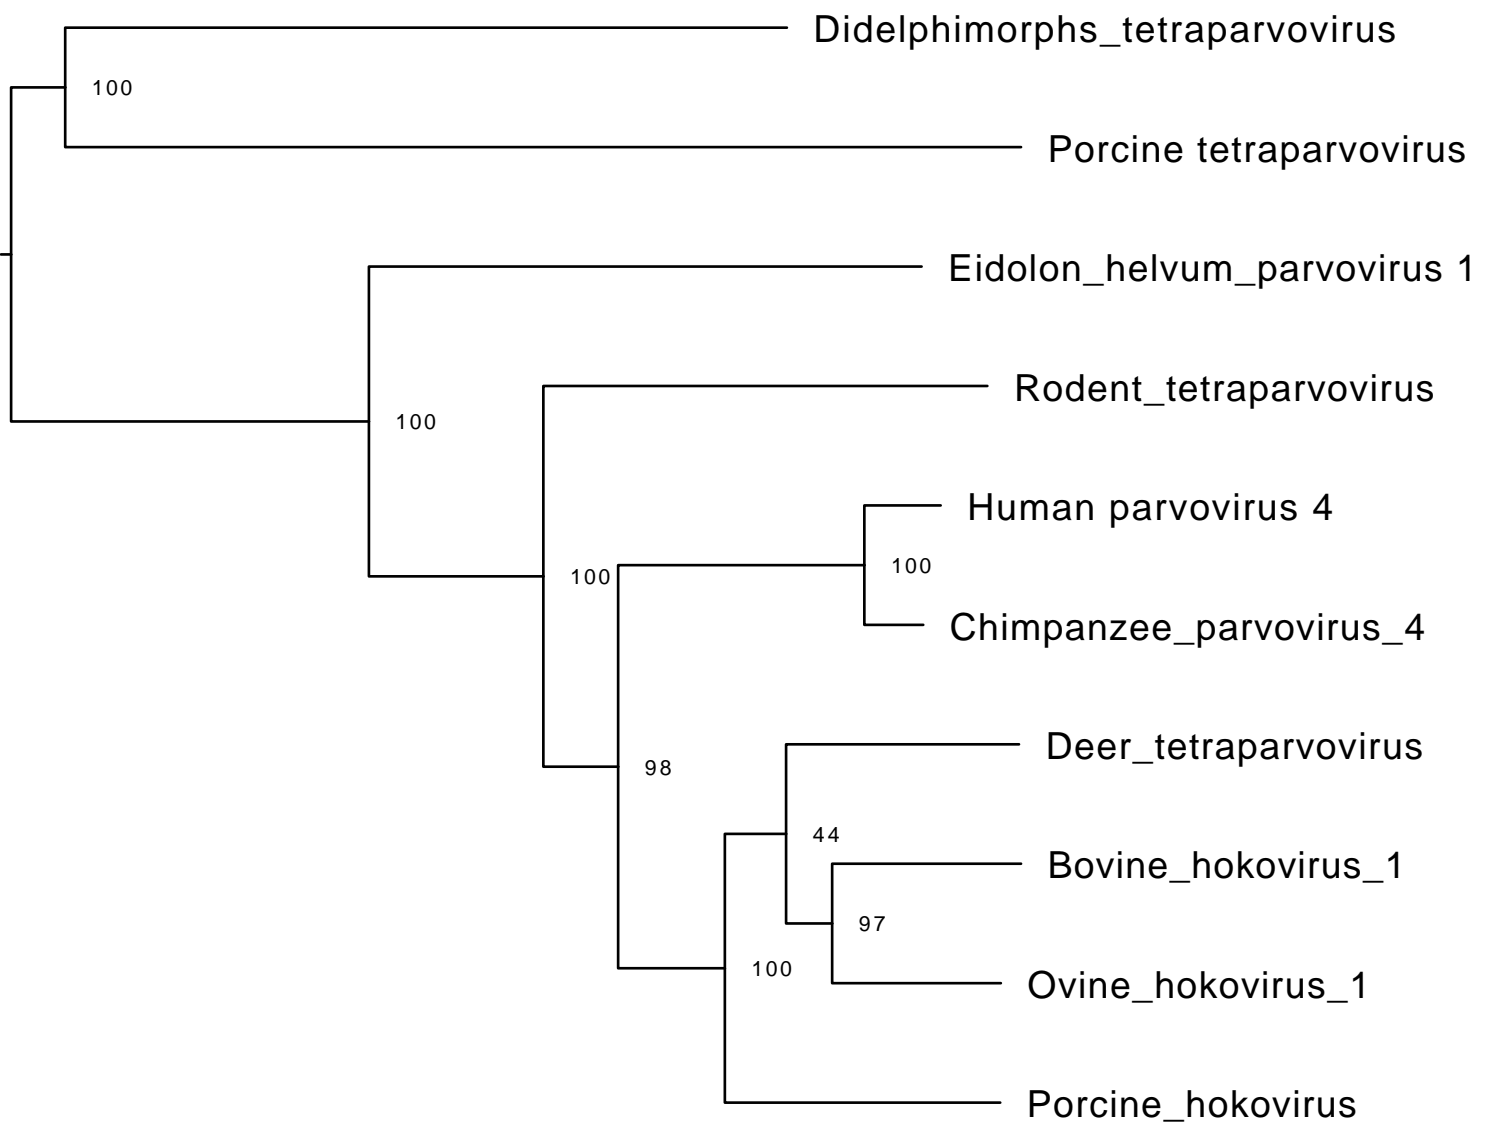 Didelphimorphs_tetraparvovirus
100
Porcine tetraparvovirus
Eidolon_helvum_parvovirus 1
Rodent_tetraparvovirus
100
Human parvovirus 4
100
100
Chimpanzee_parvovirus_4
Deer_tetraparvovirus
98
44
Bovine_hokovirus_1
97
100
Ovine_hokovirus_1
Porcine_hokovirus